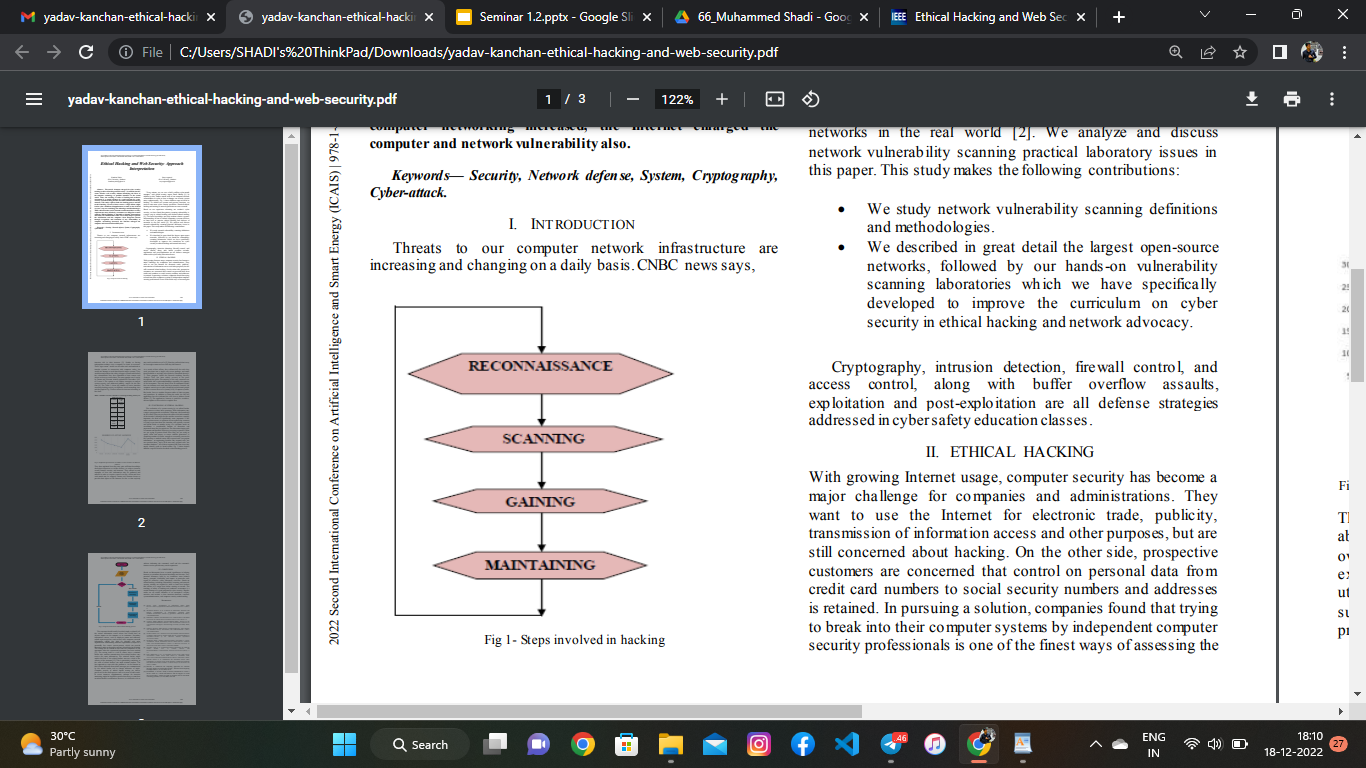 yadav-kanchan-ethical-hacki
yadav-kanchan-ethical-hacki
Seminar 1.2.pptx - Google Sli
66_Muhammed Shadi - Goog
IEEE
Ethical Hacking and Web Sec
File
C:/Users/SHADI's%20ThinkPad/Downloads/yadav-kanchan-ethical-hacking-and-web-security.pdf
yadav-kanchan-ethical-hacking-and-web-security.pdf
1 / 3
122%
Ethical Hacking and Web Security: Approach
Interpretation
1
2
2022 Second International Conference on Artificial Intelligence and Smart Energy (ICAIS) | 978-1-
computer networking increased, the internet enlarged the
computer and network vulnerability also.
Keywords— Security, Network defense, System, Cryptography,
Cyber-attack.
I. INTRODUCTION
Threats to our computer network infrastructure are
increasing and changing on a daily basis. CNBC news says,
RECONNAISSANCE
SCANNING
GAINING
MAINTAINING
Fig 1- Steps involved in hacking
networks in the real world [2]. We analyze and discuss
network vulnerability scanning practical laboratory issues in
this paper. This study makes the following contributions:
• We study network vulnerability scanning definitions
and methodologies.
• We described in great detail the largest open-source
networks, followed by our hands-on vulnerability
scanning laboratories which we have specifically
developed to improve the curriculum on cyber
security in ethical hacking and network advocacy.
Cryptography, intrusion detection, firewall control, and
access control, along with buffer overflow assaults,
exploitation and post-exploitation are all defense strategies
addressed in cyber safety education classes.
II. ETHICAL HACKING
With growing Internet usage, computer security has become a
major challenge for companies and administrations. They
want to use the Internet for electronic trade, publicity,
transmission of information access and other purposes, but are
still concerned about hacking. On the other side, prospective
customers are concerned that control on personal data from
credit card numbers to social security numbers and addresses
is retained. In pursuing a solution, companies found that trying
to break into their computer systems by independent computer
security professionals is one of the finest ways of assessing the
30°C
Partly sunny
Search
46
ENG
IN
18:10
18-12-2022
27